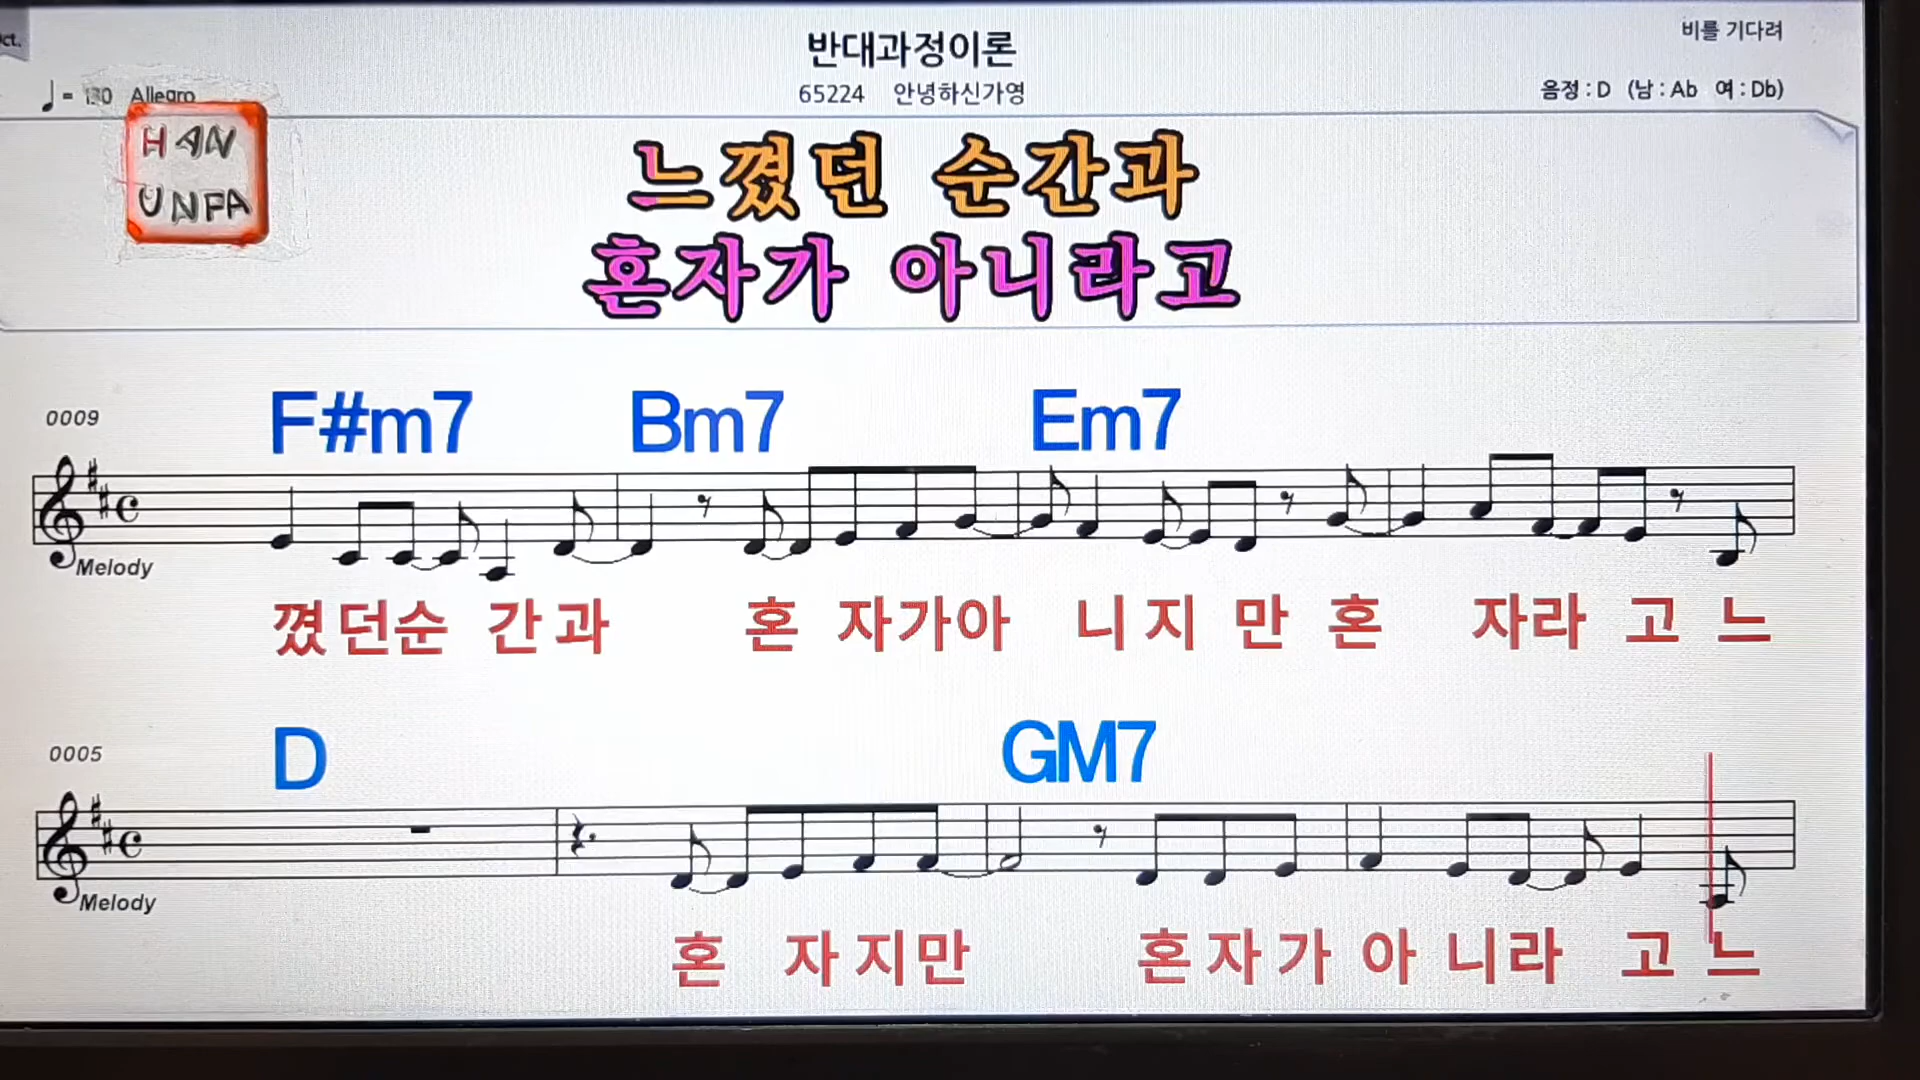 ct.
반대과정이론
비를 기다려
Allegro
65224 안녕하신가영
음정 : D (남 : Ab 여 : Db)
HAN
UNPA
느꼈던 순간과
혼자가 아니라고
0009
F#m7 Bm7 Em7
Melody
꼈던순 간과 혼 자가아 니지 만 혼 자라 고 느
0005
D GM7
Melody
혼 자지만 혼자가 아 니라 고 느